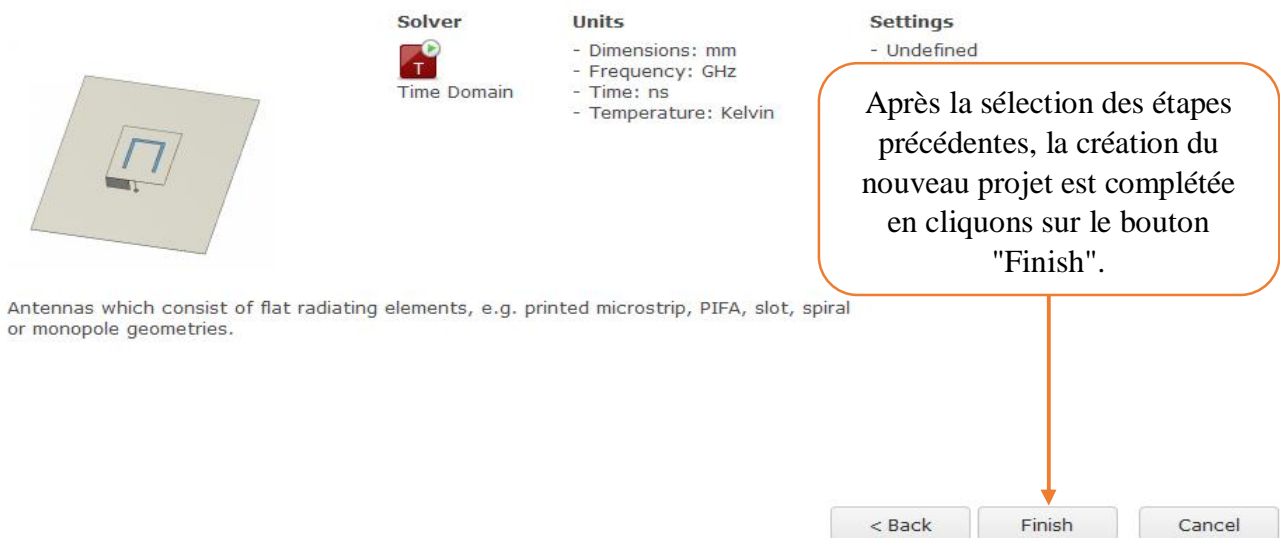 Solver
T
Time Domain
Units
- Dimensions: mm
- Frequency: GHz
- Time: ns
- Temperature: Kelvin
Settings
- Undefined
Après la sélection des étapes
précédentes, la création du
nouveau projet est complétée
en cliquons sur le bouton
"Finish".
Antennas which consist of flat radiating elements, e.g. printed microstrip, PIFA, slot, spiral
or monopole geometries.
< Back
Finish
Cancel